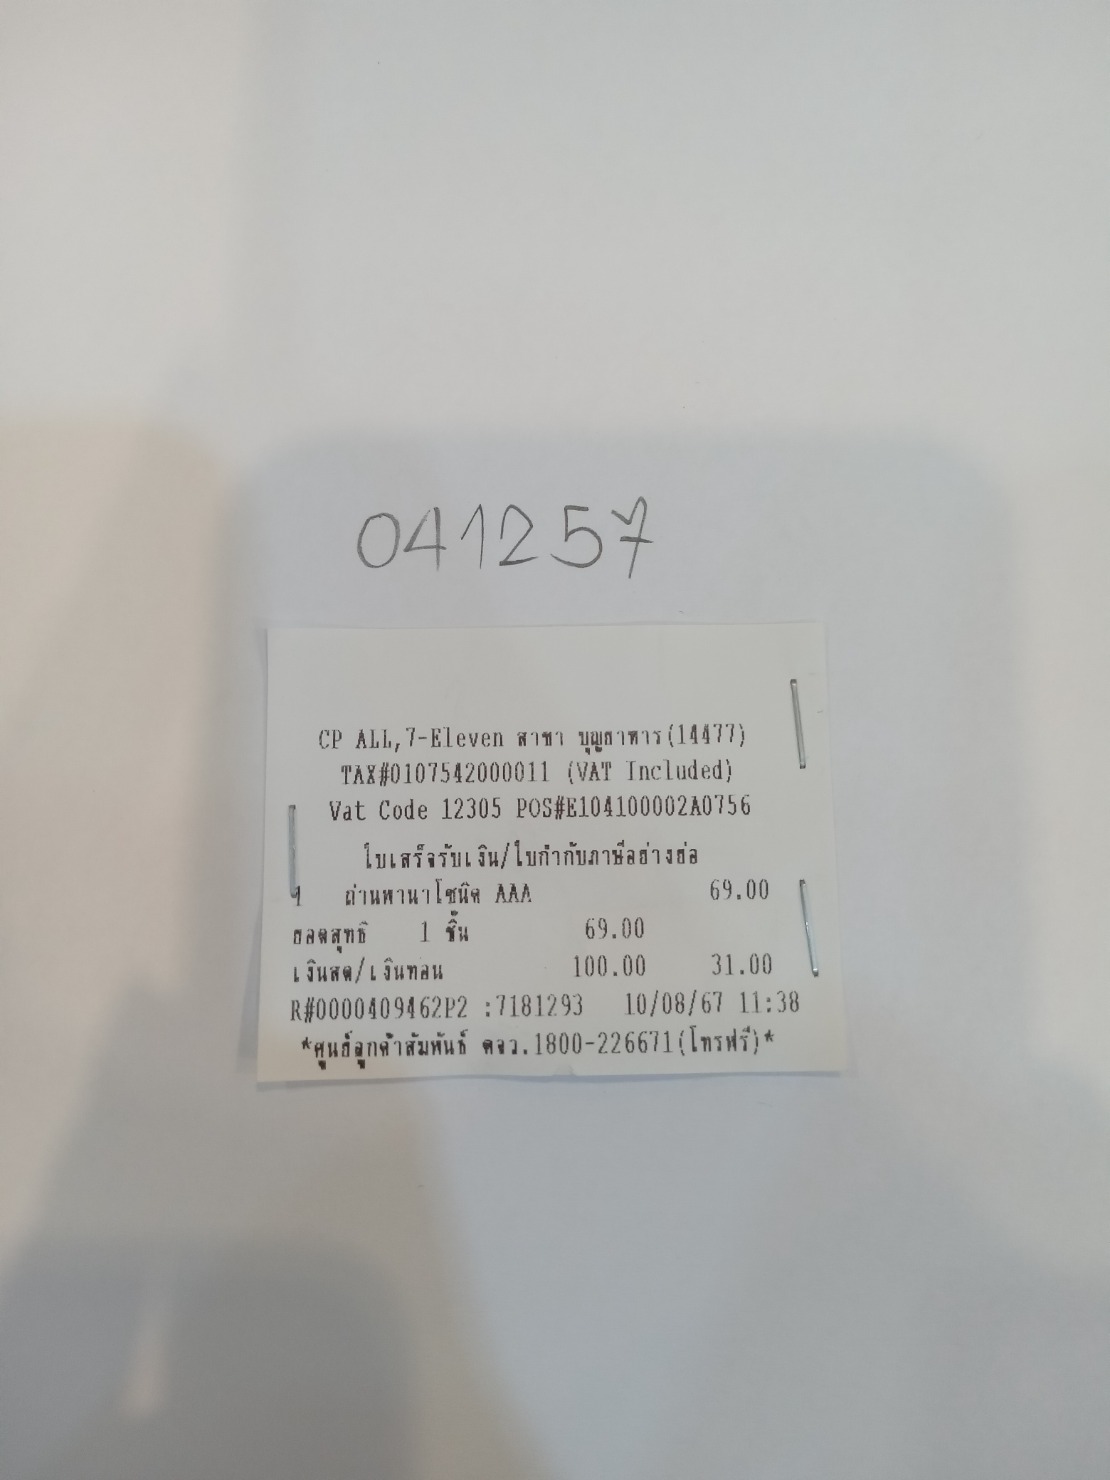 041257
CP ALL,7-Eleven สาขา บุญธาหาร(14477)
TAX#0107542000011 (VAT Included)
Vat Code 12305 POS#E104100002A0756
ใบเสร็จรับเงิน/ใบกำกับภาษีอย่างย่อ
1 ถ่านพานาโซนิค AAA 69.00
ยอดสุทธิ 1 ชิ้น 69.00
เงินสด/เงินทอน 100.00 31.00
R#0000409462P2 :7181293 10/08/67 11:38
*ศูนย์ลูกค้าสัมพันธ์ ตจว.1800-226671(โทรฟรี)*